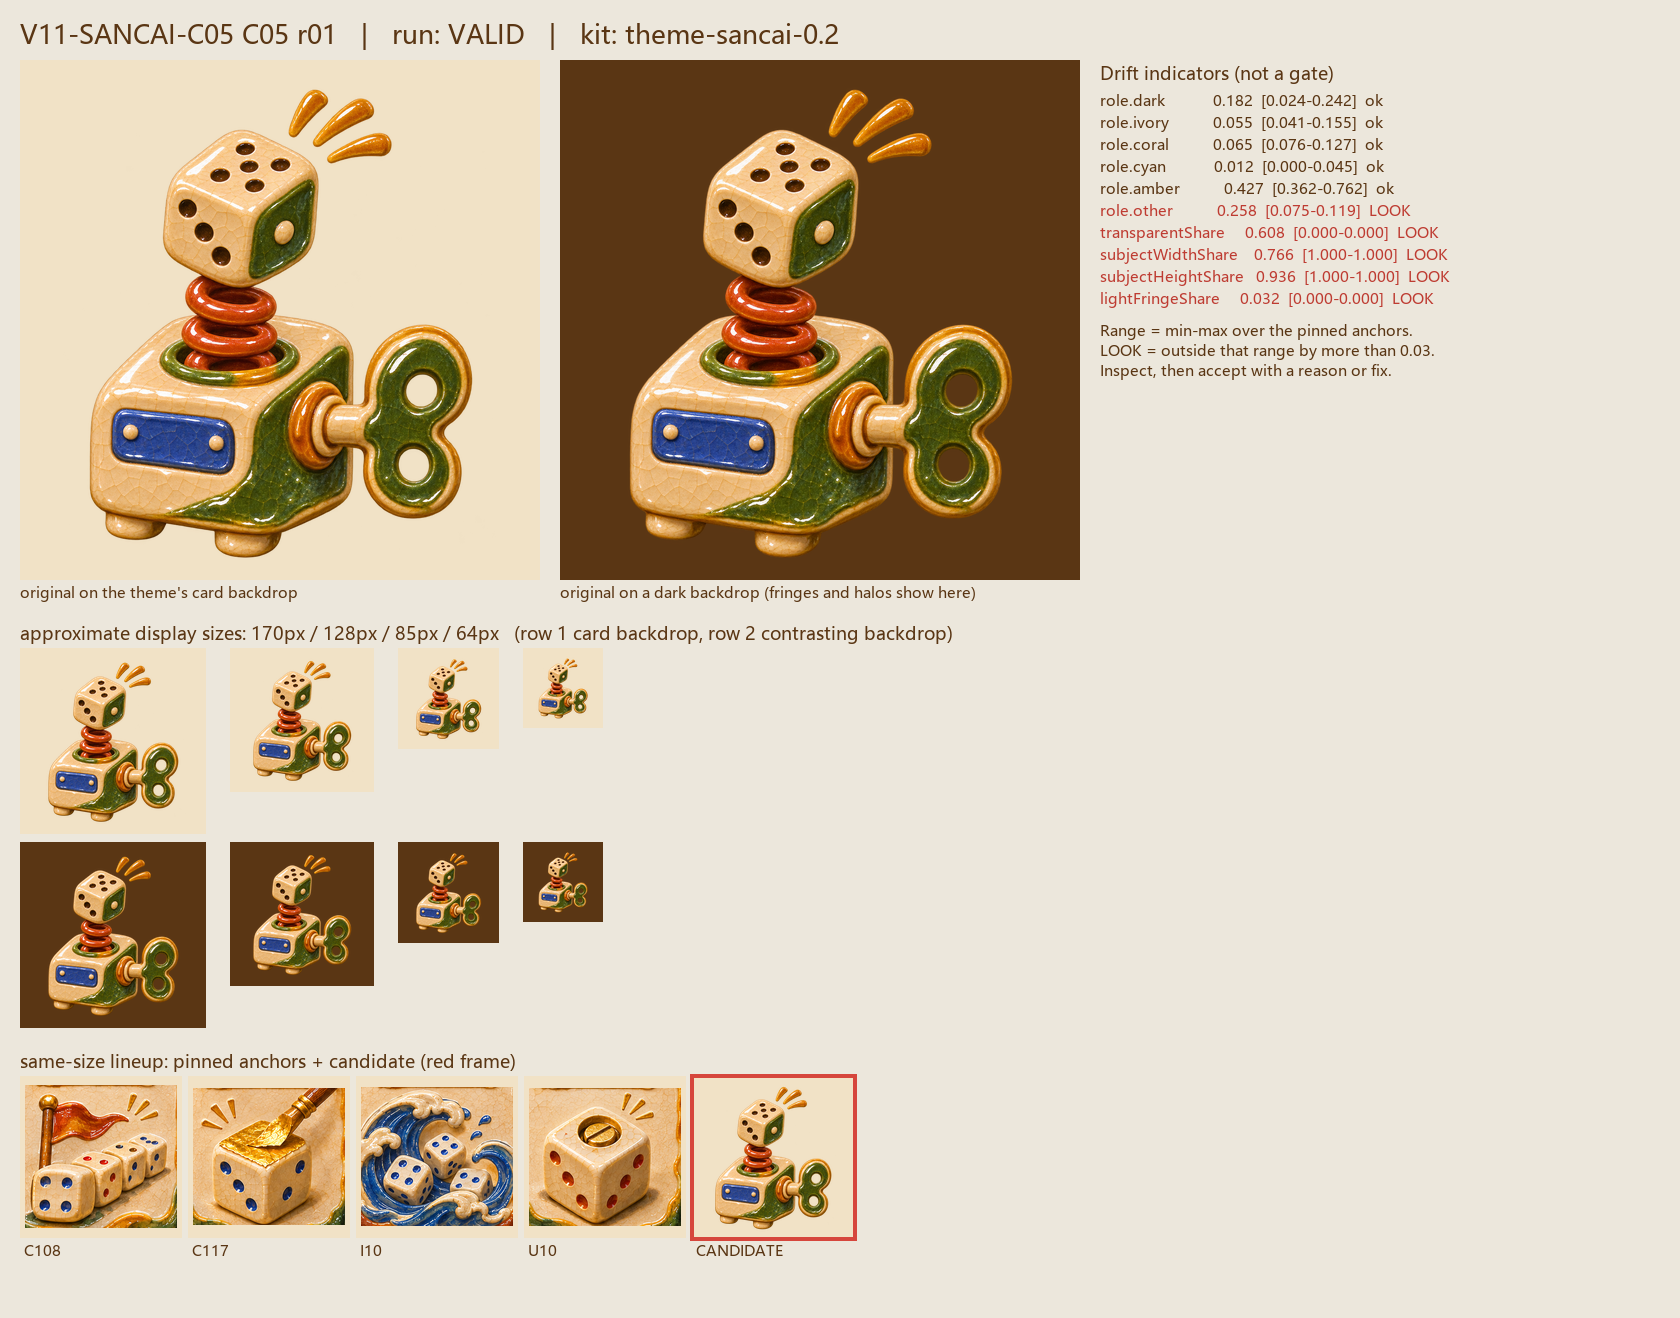 V11-SANCAI-C05 C05 r01 | run: VALID | kit: theme-sancai-0.2
Drift indicators (not a gate)
role.dark 0.182 [0.024-0.242] ok
role.ivory 0.055 [0.041-0.155] ok
role.coral 0.065 [0.076-0.127] ok
role.cyan 0.012 [0.000-0.045] ok
role.amber 0.427 [0.362-0.762] ok
role.other 0.258 [0.075-0.119] LOOK
transparentShare 0.608 [0.000-0.000] LOOK
subjectWidthShare 0.766 [1.000-1.000] LOOK
subjectHeightShare 0.936 [1.000-1.000] LOOK
lightFringeShare 0.032 [0.000-0.000] LOOK
Range = min-max over the pinned anchors.
LOOK = outside that range by more than 0.03.
Inspect, then accept with a reason or fix.
original on the theme's card backdrop
original on a dark backdrop (fringes and halos show here)
approximate display sizes: 170px / 128px / 85px / 64px (row 1 card backdrop, row 2 contrasting backdrop)
same-size lineup: pinned anchors + candidate (red frame)
C108
C117
I10
U10
CANDIDATE